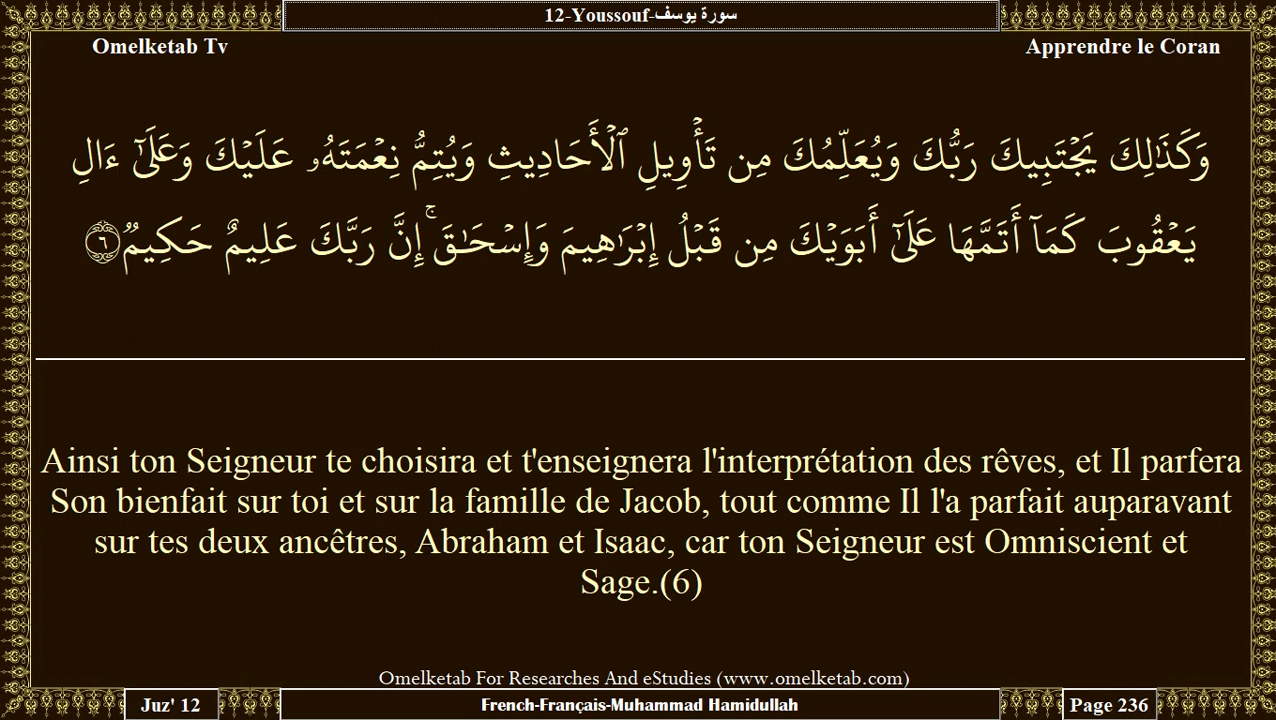 12-Youssouf-سورة يوسف
Omelketab Tv
Apprendre le Coran
وَكَذَٰلِكَ يَجْتَبِيكَ رَبُّكَ وَيُعَلِّمُكَ مِن تَأْوِيلِ ٱلْأَحَادِيثِ وَيُتِمُّ نِعْمَتَهُۥ عَلَيْكَ وَعَلَىٰٓ ءَالِ
يَعْقُوبَ كَمَآ أَتَمَّهَا عَلَىٰٓ أَبَوَيْكَ مِن قَبْلُ إِبْرَٰهِيمَ وَإِسْحَـٰقَ ۚ إِنَّ رَبَّكَ عَلِيمٌ حَكِيمٌ ٦
Ainsi ton Seigneur te choisira et t'enseignera l'interprétation des rêves, et Il parfera
Son bienfait sur toi et sur la famille de Jacob, tout comme Il l'a parfait auparavant
sur tes deux ancêtres, Abraham et Isaac, car ton Seigneur est Omniscient et
Sage.(6)
Omelketab For Researches And eStudies (www.omelketab.com)
Juz' 12
French-Français-Muhammad Hamidullah
Page 236